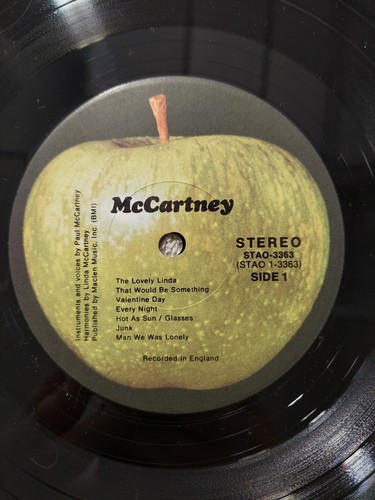 McCartney
STEREO
STAO-3363
(STAO 1-3363)
SIDE 1
The Lovely Linda
That Would Be Something
Valentine Day
Every Night
Hot As Sun / Glasses
Junk
Man We Was Lonely
Recorded in England
Instruments and voices by Paul McCartney
Harmonies by Linda McCartney
Published by Maclen Music, Inc. (BMI)